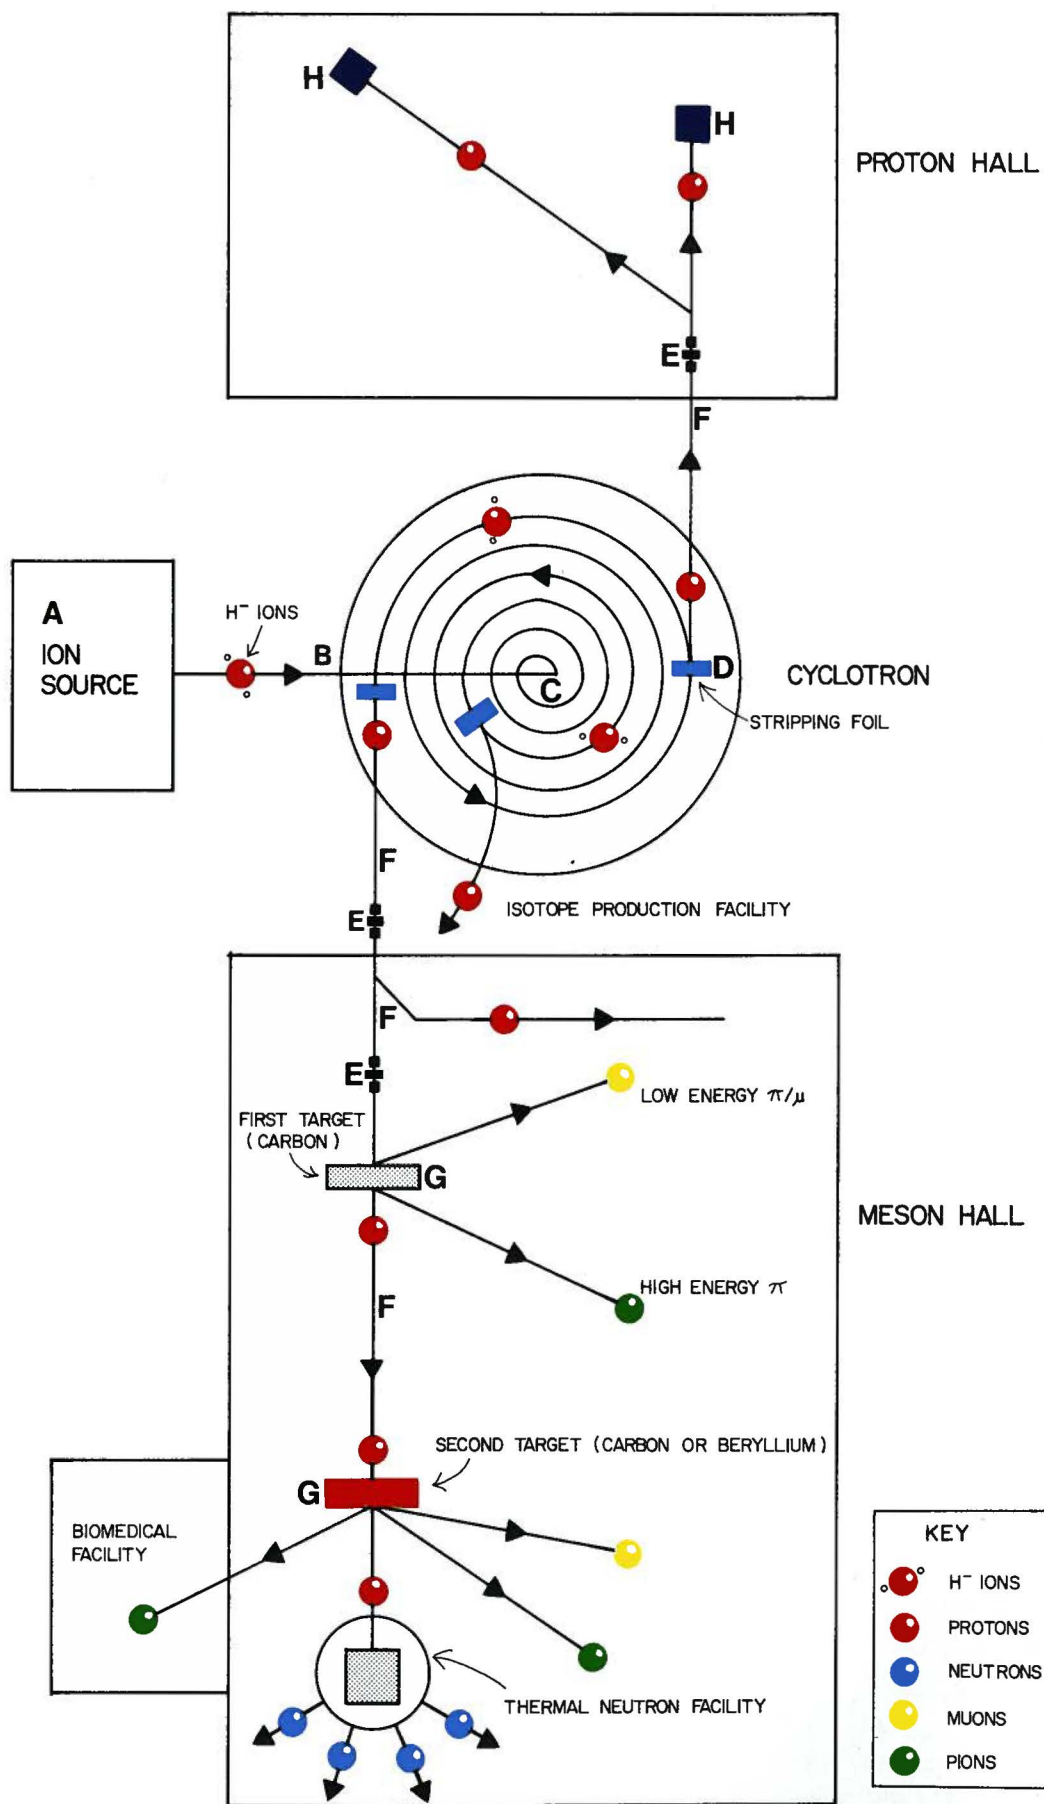 H
H
PROTON HALL
E
F
A
ION
SOURCE
H⁻ IONS
B
C
D
CYCLOTRON
STRIPPING FOIL
F
E
ISOTOPE PRODUCTION FACILITY
F
E
LOW ENERGY π/μ
FIRST TARGET
(CARBON)
G
MESON HALL
HIGH ENERGY π
F
SECOND TARGET (CARBON OR BERYLLIUM)
G
BIOMEDICAL
FACILITY
THERMAL NEUTRON FACILITY
KEY
H⁻ IONS
PROTONS
NEUTRONS
MUONS
PIONS